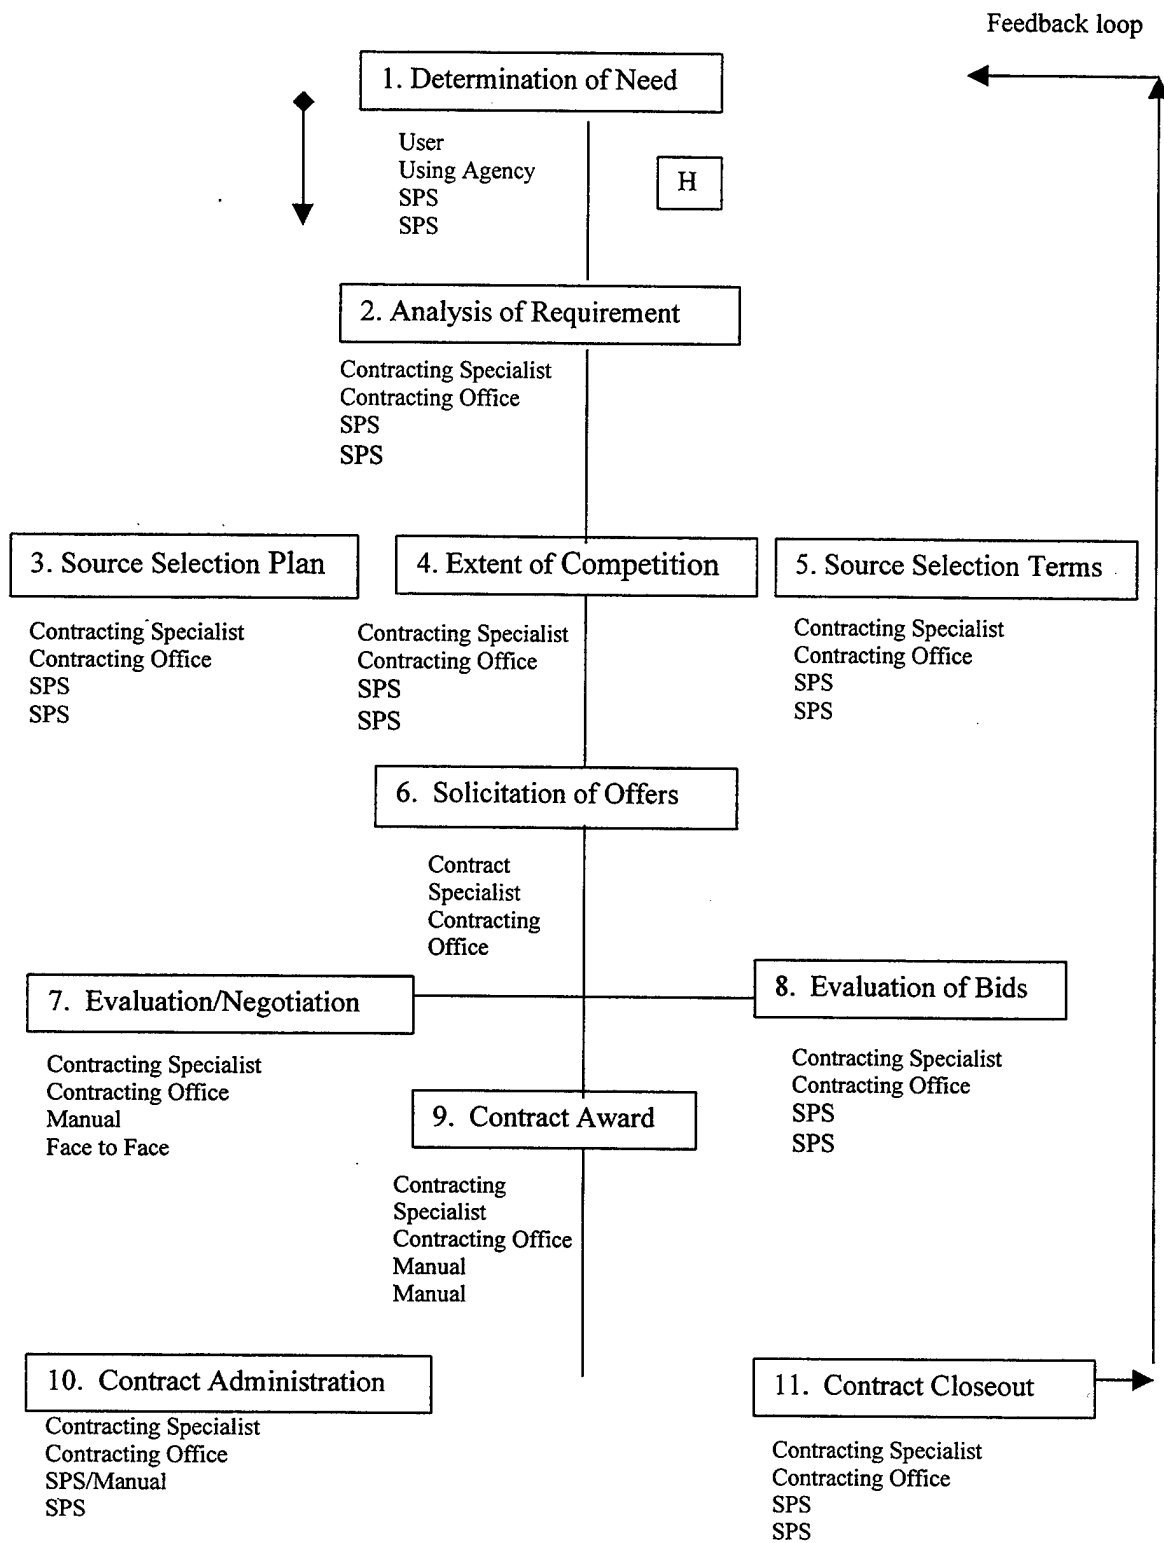 Feedback loop
1. Determination of Need
User
Using Agency
SPS
SPS
H
2. Analysis of Requirement
Contracting Specialist
Contracting Office
SPS
SPS
3. Source Selection Plan
Contracting Specialist
Contracting Office
SPS
SPS
4. Extent of Competition
Contracting Specialist
Contracting Office
SPS
SPS
5. Source Selection Terms
Contracting Specialist
Contracting Office
SPS
SPS
6. Solicitation of Offers
Contract
Specialist
Contracting
Office
7. Evaluation/Negotiation
Contracting Specialist
Contracting Office
Manual
Face to Face
8. Evaluation of Bids
Contracting Specialist
Contracting Office
SPS
SPS
9. Contract Award
Contracting
Specialist
Contracting Office
Manual
Manual
10. Contract Administration
Contracting Specialist
Contracting Office
SPS/Manual
SPS
11. Contract Closeout
Contracting Specialist
Contracting Office
SPS
SPS